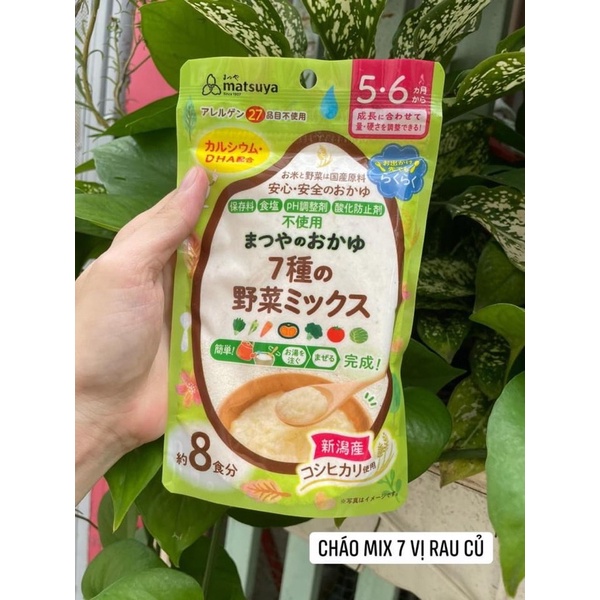 まつや
matsuya
アレルゲン27品目不使用
5・6ヵ月から
成長に合わせて
量・硬さを調整できる!
カルシウム・
DHA配合
らくらく
お米と野菜は国産原料
安心・安全のおかゆ
保存料 食塩 pH調整剤 酸化防止剤
不使用
まつやのおかゆ
7種の
野菜ミックス
簡単! お湯を注ぐ まぜる 完成!
新潟産
コシヒカリ使用
約8食分
※写真はイメージです。
CHÁO MIX 7 VỊ RAU CỦ